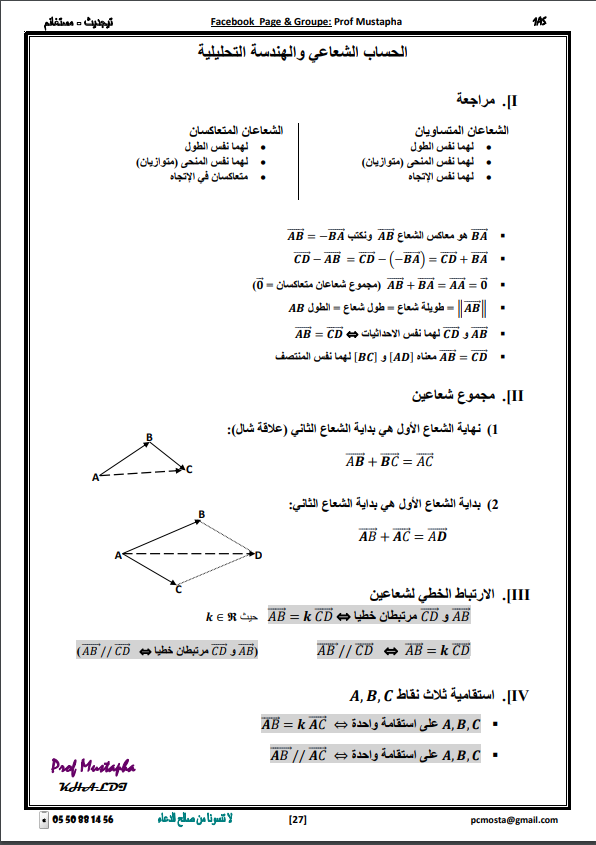 تيجديت - مستغانم
Facebook Page & Groupe: Prof Mustapha
1AS
الحساب الشعاعي والهندسة التحليلية
I]. مراجعة
الشعاعان المتساويان
لهما نفس الطول
لهما نفس المنحى (متوازيان)
لهما نفس الإتجاه
الشعاعان المتعاكسان
لهما نفس الطول
لهما نفس المنحى (متوازيان)
متعاكسان في الإتجاه
$\overrightarrow{BA}$ هو معاكس الشعاع $\overrightarrow{AB}$ ونكتب $\overrightarrow{AB} = -\overrightarrow{BA}$
$\overrightarrow{CD} - \overrightarrow{AB} = \overrightarrow{CD} - (-\overrightarrow{BA}) = \overrightarrow{CD} + \overrightarrow{BA}$
$\overrightarrow{AB} + \overrightarrow{BA} = \overrightarrow{AA} = \vec{0}$ (مجموع شعاعان متعاكسان = $\vec{0}$)
$\|\overrightarrow{AB}\|$ = طويلة شعاع = طول شعاع = الطول AB
$\overrightarrow{AB}$ و $\overrightarrow{CD}$ لهما نفس الاحداثيات ⇔ $\overrightarrow{AB} = \overrightarrow{CD}$
$\overrightarrow{AB} = \overrightarrow{CD}$ معناه [AD] و [BC] لهما نفس المنتصف
II]. مجموع شعاعين
1) نهاية الشعاع الأول هي بداية الشعاع الثاني (علاقة شال):
$\overrightarrow{AB} + \overrightarrow{BC} = \overrightarrow{AC}$
A
B
C
2) بداية الشعاع الأول هي بداية الشعاع الثاني:
$\overrightarrow{AB} + \overrightarrow{AC} = \overrightarrow{AD}$
A
B
C
D
III]. الارتباط الخطي لشعاعين
$\overrightarrow{AB}$ و $\overrightarrow{CD}$ مرتبطان خطيا ⇔ $\overrightarrow{AB} = k\,\overrightarrow{CD}$ حيث $k \in \Re$
$\overrightarrow{AB} // \overrightarrow{CD}$ ⇔ $\overrightarrow{AB} = k\,\overrightarrow{CD}$
($\overrightarrow{AB}$ و $\overrightarrow{CD}$ مرتبطان خطيا ⇔ $\overrightarrow{AB} // \overrightarrow{CD}$)
IV]. استقامية ثلاث نقاط A, B, C
A, B, C على استقامة واحدة ⇔ $\overrightarrow{AB} = k\,\overrightarrow{AC}$
A, B, C على استقامة واحدة ⇔ $\overrightarrow{AB} // \overrightarrow{AC}$
Prof Mustapha
KHALDI
05 50 88 14 56
لا تنسونا من صالح الدعاء
[27]
pcmosta@gmail.com